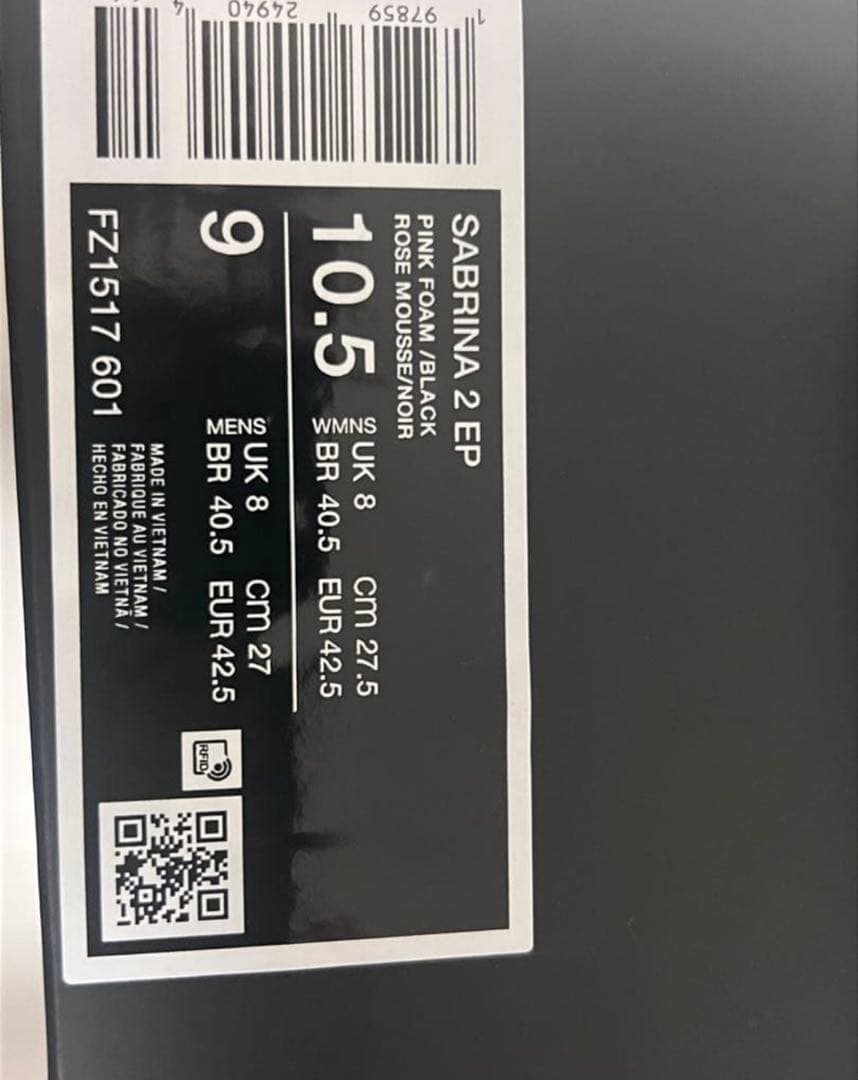 SABRINA 2 EP
PINK FOAM /BLACK
ROSE MOUSSE/NOIR
10.5 WMNS UK 8 cm 27.5
BR 40.5 EUR 42.5
9 MENS UK 8 cm 27
BR 40.5 EUR 42.5
FZ1517 601
MADE IN VIETNAM /
FABRIQUE AU VIETNAM /
FABRICADO NO VIETNÃ /
HECHO EN VIETNAM
RFID
1 97859 24940 4